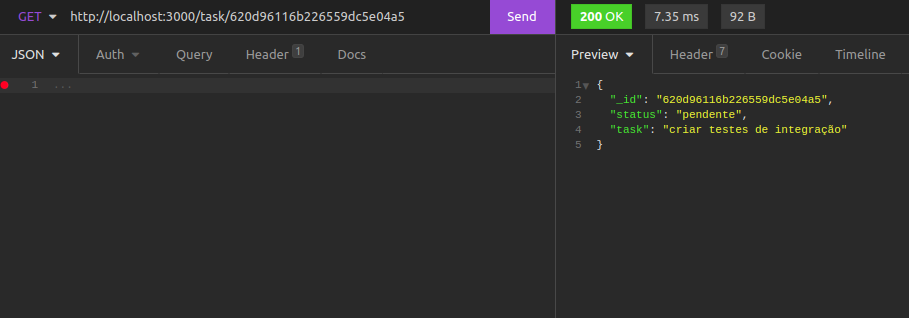 GET http://localhost:3000/task/620d96116b226559dc5e04a5 Send 200 OK 7.35 ms 92 B
JSON Auth Query Header 1 Docs Preview Header 7 Cookie Timeline
1 ...
1 {
2 "_id": "620d96116b226559dc5e04a5",
3 "status": "pendente",
4 "task": "criar testes de integração"
5 }